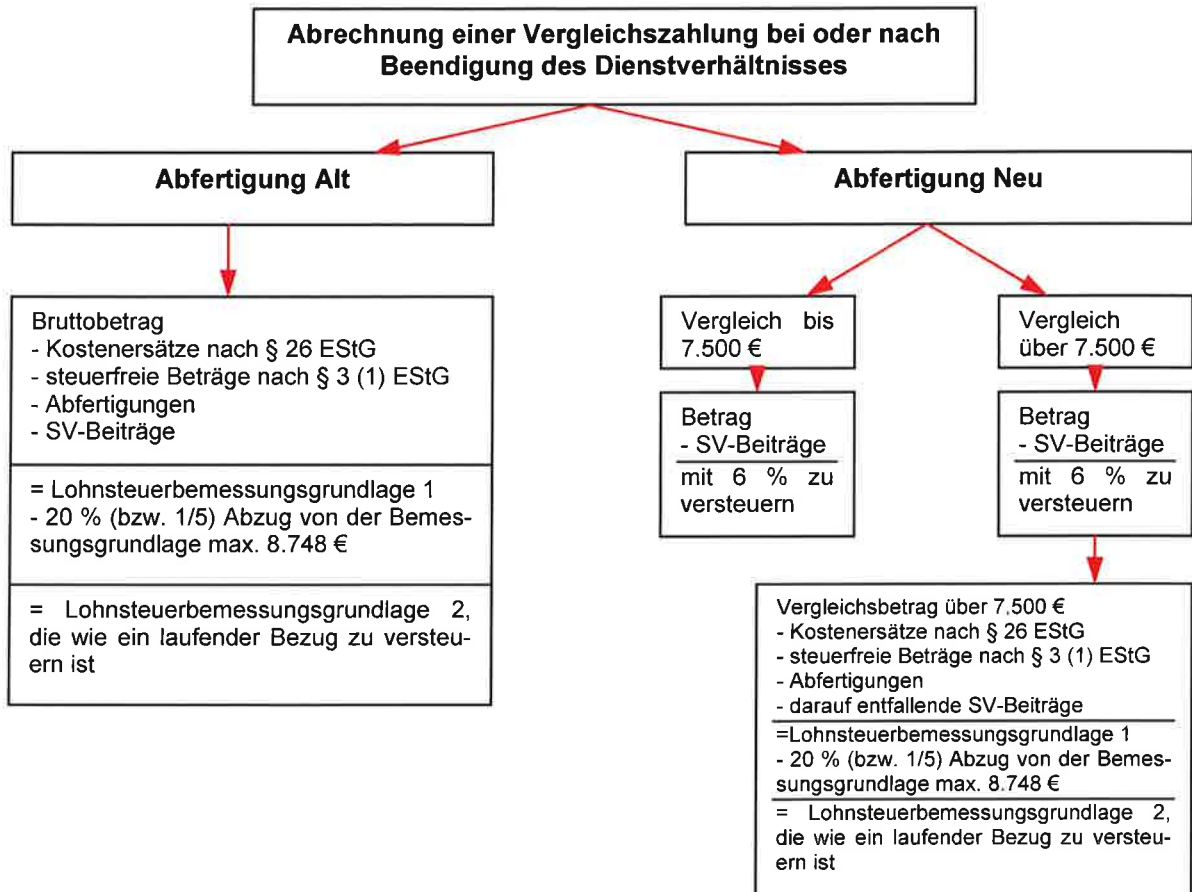 Abrechnung einer Vergleichszahlung bei oder nach
Beendigung des Dienstverhältnisses
Abfertigung Alt
Abfertigung Neu
Bruttobetrag
- Kostenersätze nach § 26 EStG
- steuerfreie Beträge nach § 3 (1) EStG
- Abfertigungen
- SV-Beiträge
= Lohnsteuerbemessungsgrundlage 1
- 20 % (bzw. 1/5) Abzug von der Bemes-
sungsgrundlage max. 8.748 €
= Lohnsteuerbemessungsgrundlage 2,
die wie ein laufender Bezug zu versteu-
ern ist
Vergleich bis
7.500 €
Betrag
- SV-Beiträge
mit 6 % zu
versteuern
Vergleich
über 7.500 €
Betrag
- SV-Beiträge
mit 6 % zu
versteuern
Vergleichsbetrag über 7.500 €
- Kostenersätze nach § 26 EStG
- steuerfreie Beträge nach § 3 (1) EStG
- Abfertigungen
- darauf entfallende SV-Beiträge
=Lohnsteuerbemessungsgrundlage 1
- 20 % (bzw. 1/5) Abzug von der Bemes-
sungsgrundlage max. 8.748 €
= Lohnsteuerbemessungsgrundlage 2,
die wie ein laufender Bezug zu versteu-
ern ist